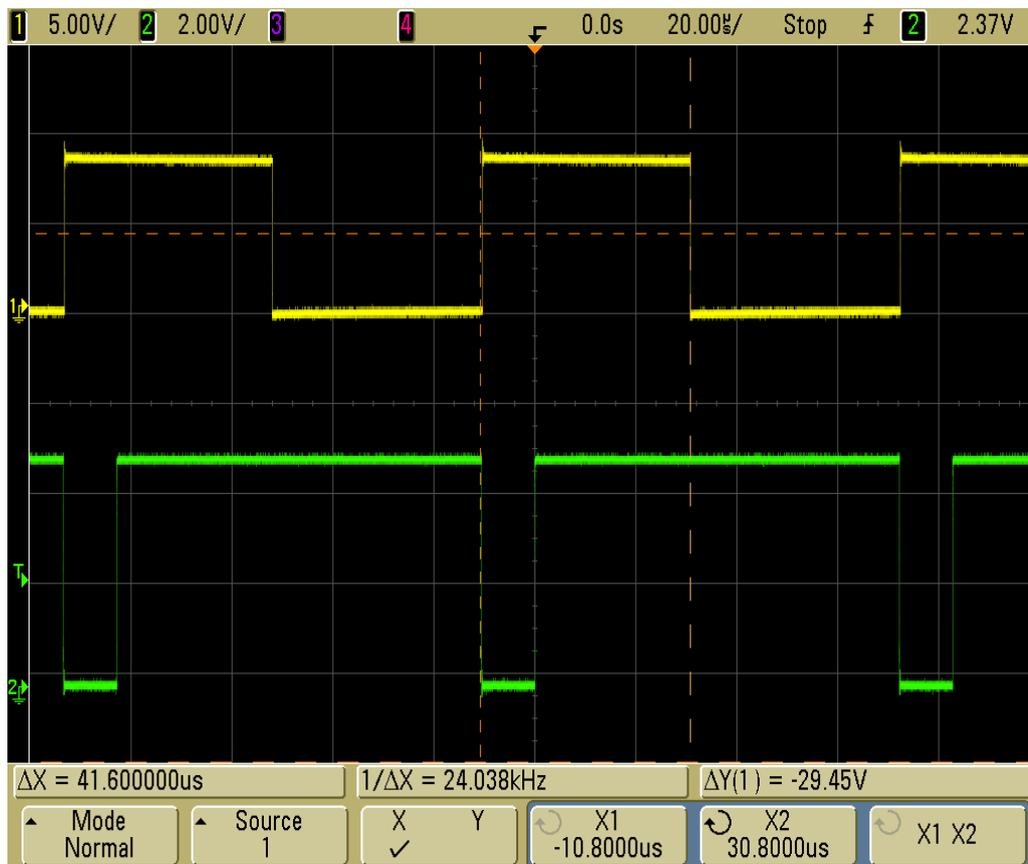 1 5.00V/ 2 2.00V/ 3 4 0.0s 20.00㎲/ Stop 2 2.37V
1
T
2
ΔX = 41.600000us 1/ΔX = 24.038kHz ΔY(1) = -29.45V
Mode Source X Y X1 X2 X1 X2
Normal 1 ✓ -10.8000us 30.8000us